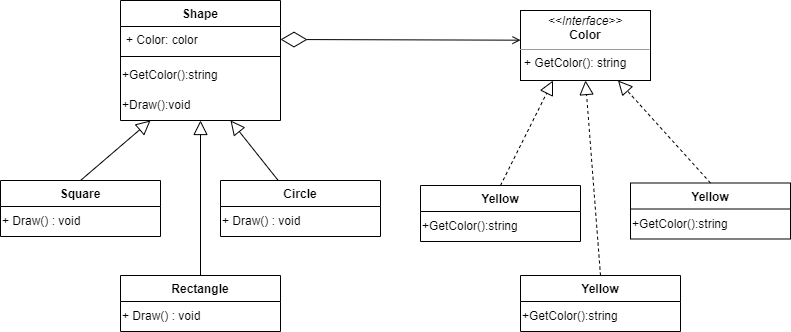 Shape
+ Color: color
+GetColor():string
+Draw():void
<<Interface>>
Color
+ GetColor(): string
Square
+ Draw() : void
Circle
+ Draw() : void
Rectangle
+ Draw() : void
Yellow
+GetColor():string
Yellow
+GetColor():string
Yellow
+GetColor():string